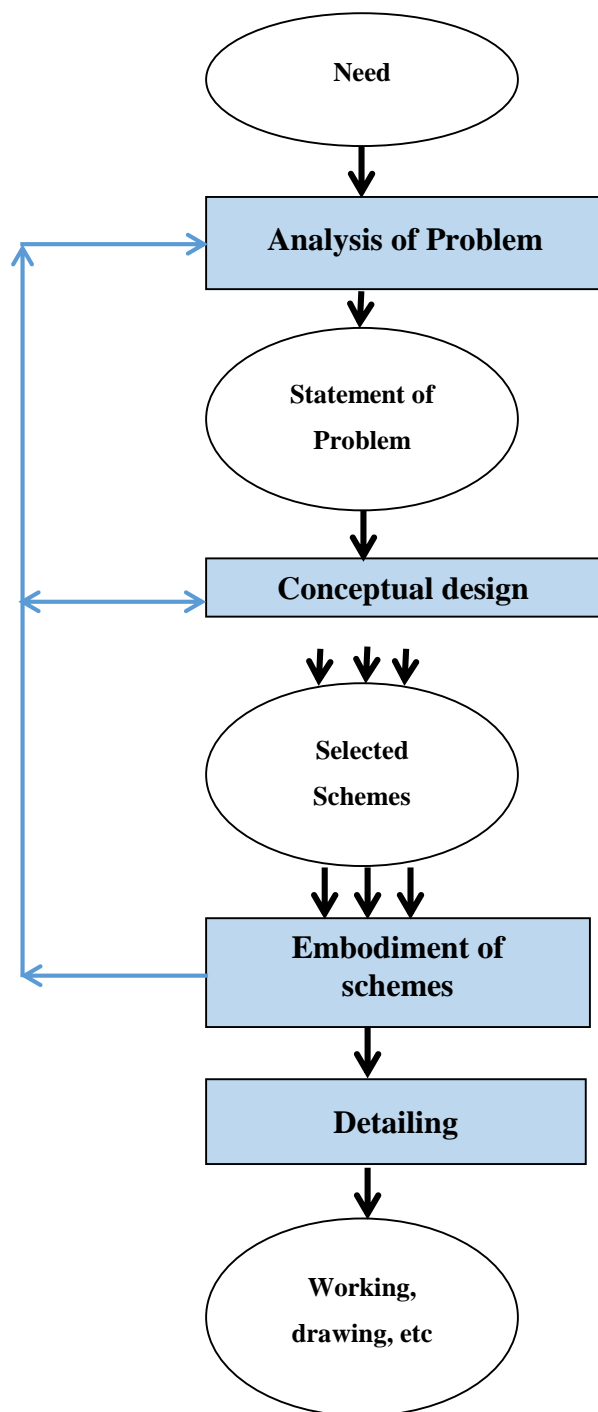 Need
Analysis of Problem
Statement of
Problem
Conceptual design
Selected
Schemes
Embodiment of
schemes
Detailing
Working,
drawing, etc